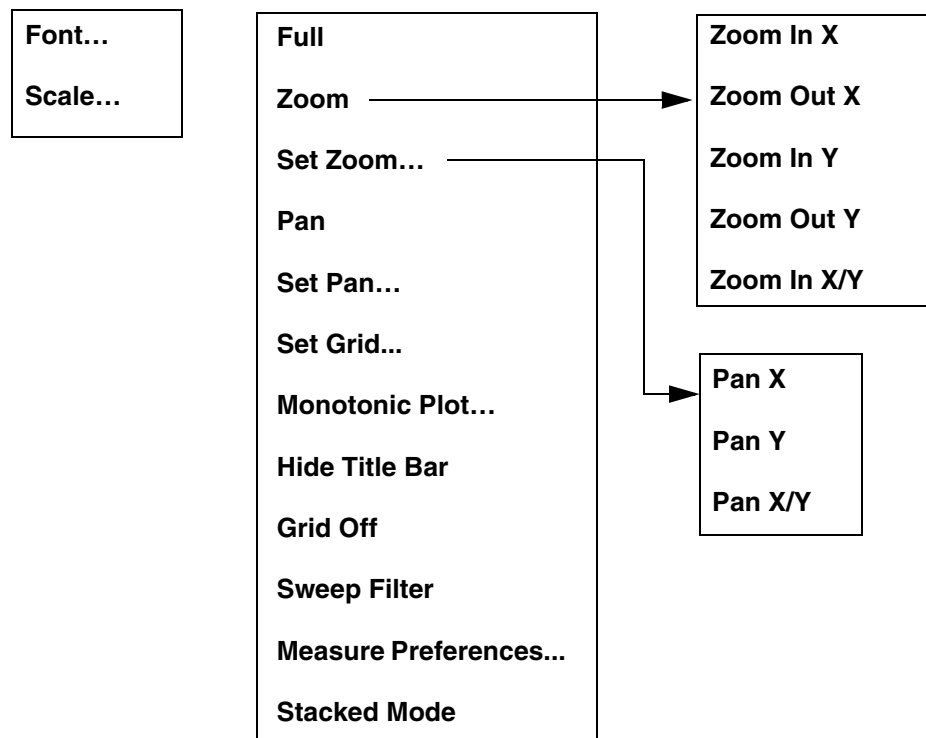 Font…
Scale…
Full
Zoom
Set Zoom…
Pan
Set Pan…
Set Grid...
Monotonic Plot…
Hide Title Bar
Grid Off
Sweep Filter
Measure Preferences...
Stacked Mode
Zoom In X
Zoom Out X
Zoom In Y
Zoom Out Y
Zoom In X/Y
Pan X
Pan Y
Pan X/Y